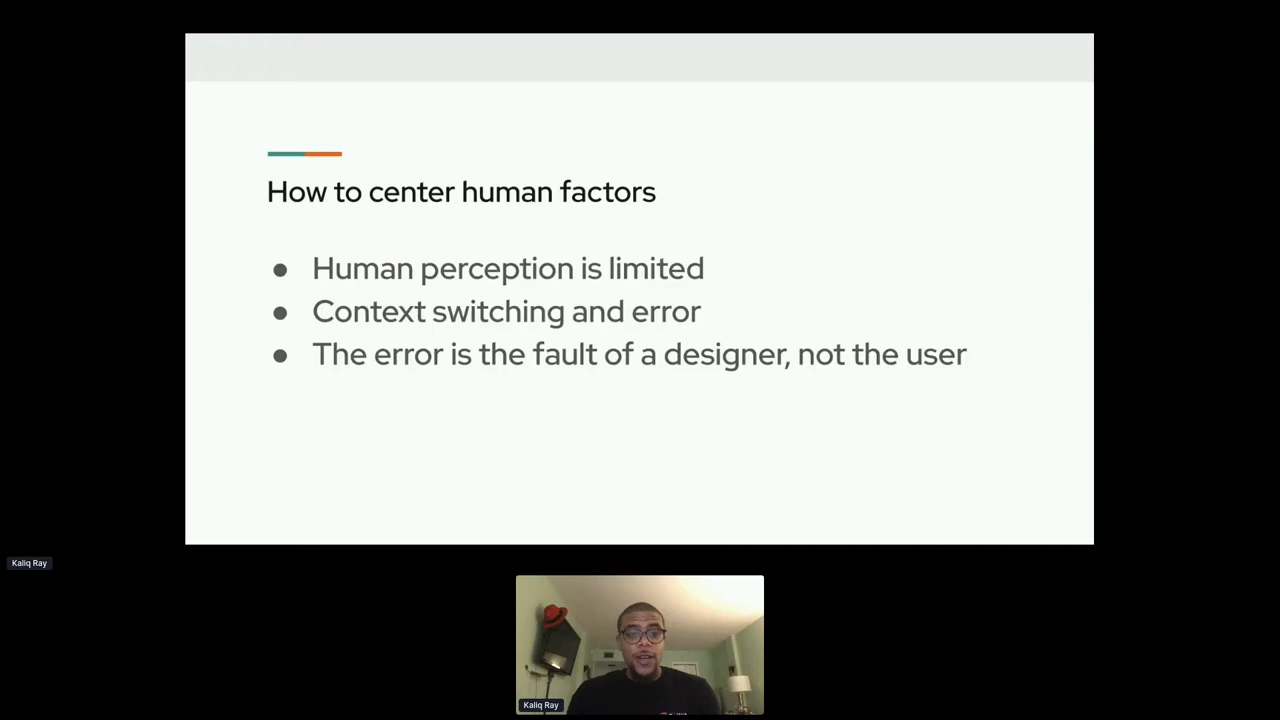 How to center human factors
● Human perception is limited
● Context switching and error
● The error is the fault of a designer, not the user
Kaliq Ray
Kaliq Ray